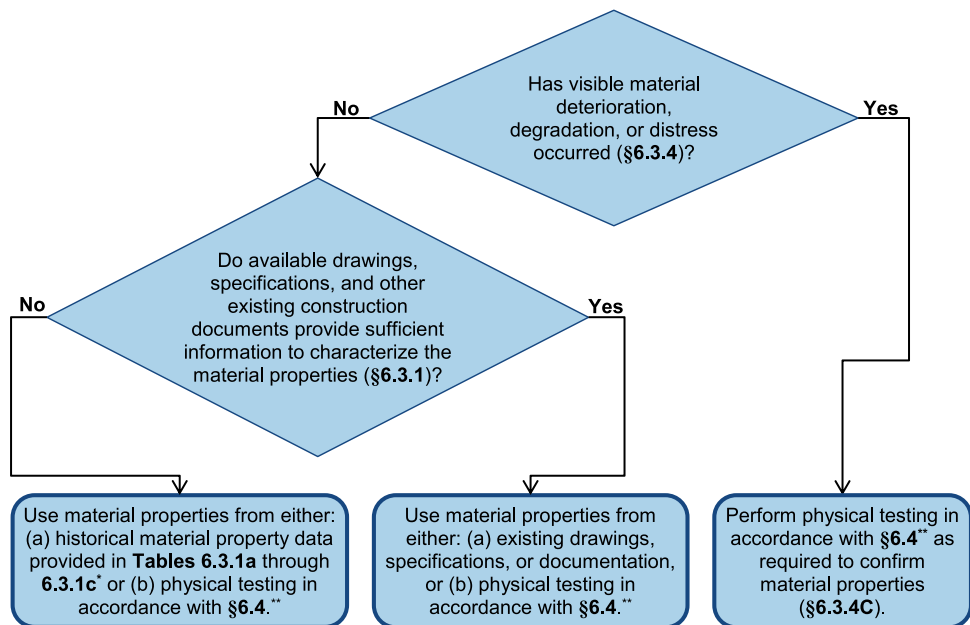 Has visible material
deterioration,
degradation, or distress
occurred (§6.3.4)?
No
Yes
Do available drawings,
specifications, and other
existing construction
documents provide sufficient
information to characterize the
material properties (§6.3.1)?
No
Yes
Use material properties from either:
(a) historical material property data
provided in Tables 6.3.1a through
6.3.1c* or (b) physical testing in
accordance with §6.4.**
Use material properties from
either: (a) existing drawings,
specifications, or documentation,
or (b) physical testing in
accordance with §6.4.**
Perform physical testing in
accordance with §6.4** as
required to confirm
material properties
(§6.3.4C).